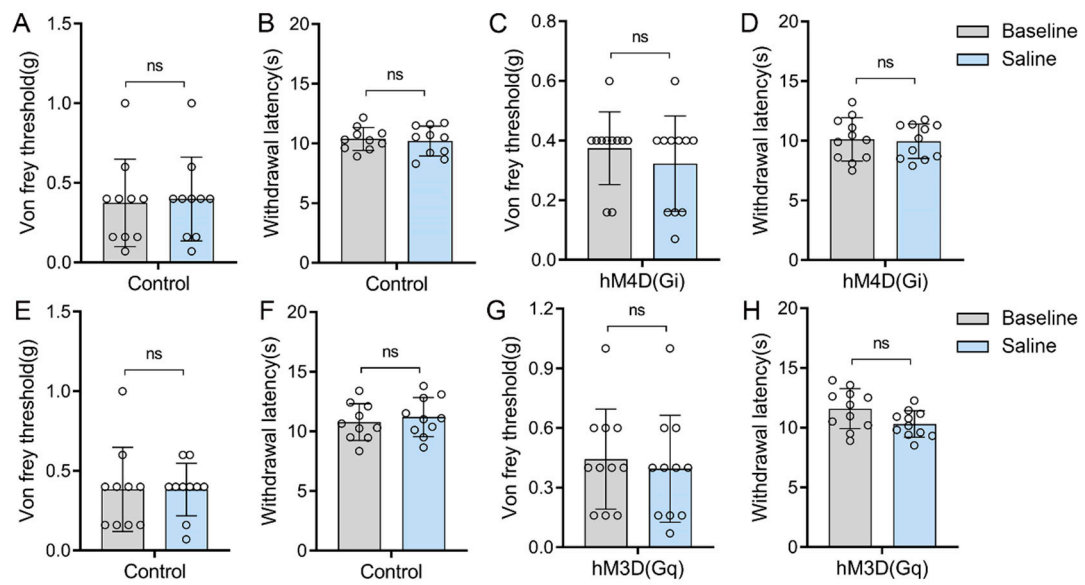 A
Von frey threshold(g)
1.5
1.0
0.5
0.0
ns
Control
B
Withdrawal latency(s)
20
15
10
5
0
ns
Control
C
Von frey threshold(g)
0.8
0.6
0.4
0.2
0.0
ns
hM4D(Gi)
D
Withdrawal latency(s)
20
15
10
5
0
ns
hM4D(Gi)
Baseline
Saline
E
Von frey threshold(g)
1.5
1.0
0.5
0.0
ns
Control
F
Withdrawal latency(s)
20
15
10
5
0
ns
Control
G
Von frey threshold(g)
1.2
0.9
0.6
0.3
0.0
ns
hM3D(Gq)
H
Withdrawal latency(s)
20
15
10
5
0
ns
hM3D(Gq)
Baseline
Saline